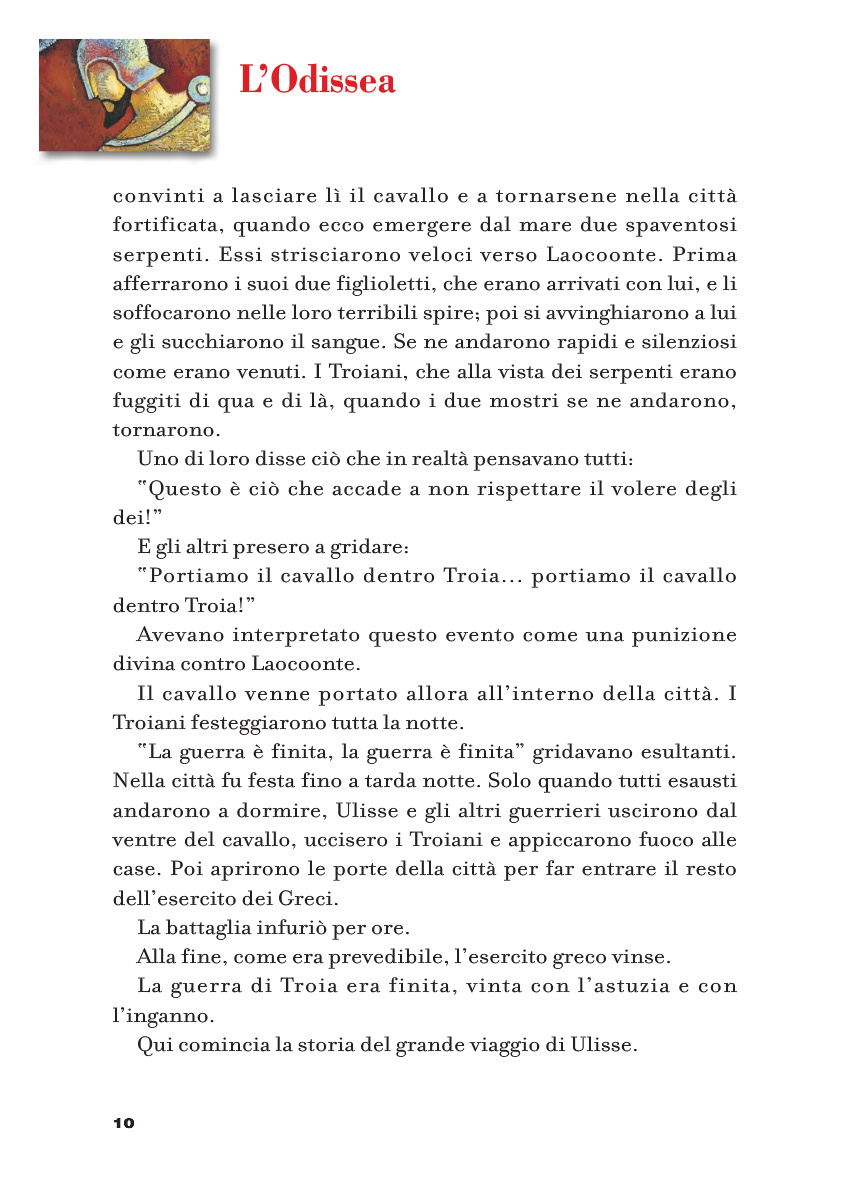 L’Odissea
convinti a lasciare lì il cavallo e a tornarsene nella città
fortificata, quando ecco emergere dal mare due spaventosi
serpenti. Essi strisciarono veloci verso Laocoonte. Prima
afferrarono i suoi due figlioletti, che erano arrivati con lui, e li
soffocarono nelle loro terribili spire; poi si avvinghiarono a lui
e gli succhiarono il sangue. Se ne andarono rapidi e silenziosi
come erano venuti. I Troiani, che alla vista dei serpenti erano
fuggiti di qua e di là, quando i due mostri se ne andarono,
tornarono.
Uno di loro disse ciò che in realtà pensavano tutti:
‟Questo è ciò che accade a non rispettare il volere degli
dei!”
E gli altri presero a gridare:
‟Portiamo il cavallo dentro Troia... portiamo il cavallo
dentro Troia!”
Avevano interpretato questo evento come una punizione
divina contro Laocoonte.
Il cavallo venne portato allora all’interno della città. I
Troiani festeggiarono tutta la notte.
‟La guerra è finita, la guerra è finita” gridavano esultanti.
Nella città fu festa fino a tarda notte. Solo quando tutti esausti
andarono a dormire, Ulisse e gli altri guerrieri uscirono dal
ventre del cavallo, uccisero i Troiani e appiccarono fuoco alle
case. Poi aprirono le porte della città per far entrare il resto
dell’esercito dei Greci.
La battaglia infuriò per ore.
Alla fine, come era prevedibile, l’esercito greco vinse.
La guerra di Troia era finita, vinta con l’astuzia e con
l’inganno.
Qui comincia la storia del grande viaggio di Ulisse.
10